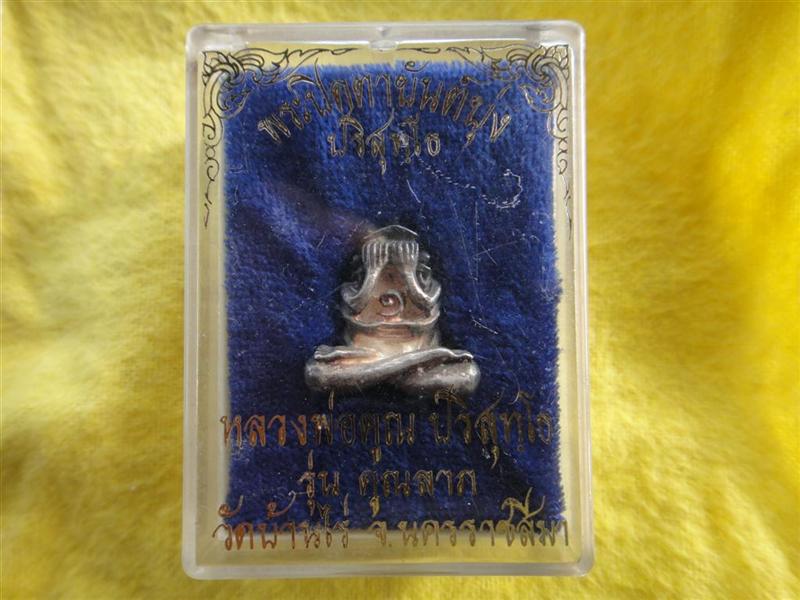 พระปิดตายันต์ยุ่ง
ปริสุทฺโธ
๑
หลวงพ่อคูณ ปริสุทฺโธ
รุ่น คูณลาภ
วัดบ้านไร่ จ.นครราชสีมา